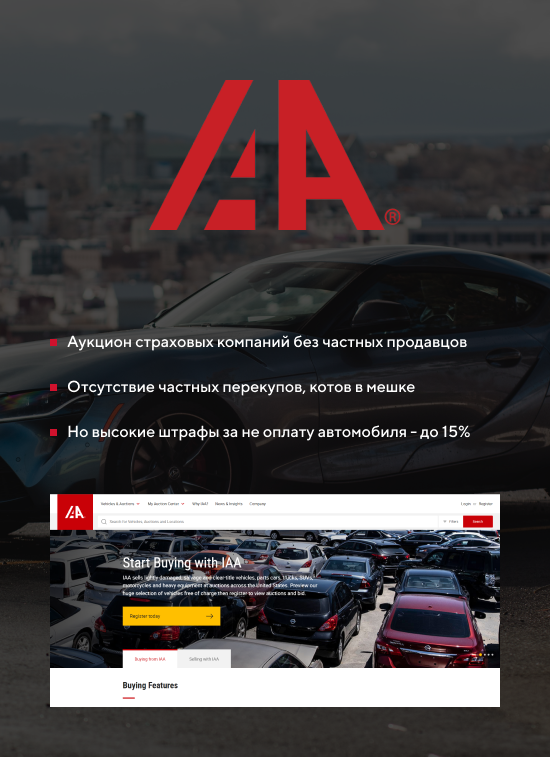 IAA®
Аукцион страховых компаний без частных продавцов
Отсутствие частных перекупов, котов в мешке
Но высокие штрафы за не оплату автомобиля - до 15%
IAA
Vehicles & Auctions My Auction Center Why IAA? News & Insights Company Login or Register
Search for Vehicles, Auctions and Locations Filters Search
Start Buying with IAA
IAA sells lightly damaged, salvage and clear-title vehicles, parts cars, trucks, SUVs,
motorcycles and heavy equipment at auctions across the United States. Preview our
huge selection of vehicles free of charge then register to view auctions and bid.
Register today
Buying from IAA Selling with IAA
Buying Features